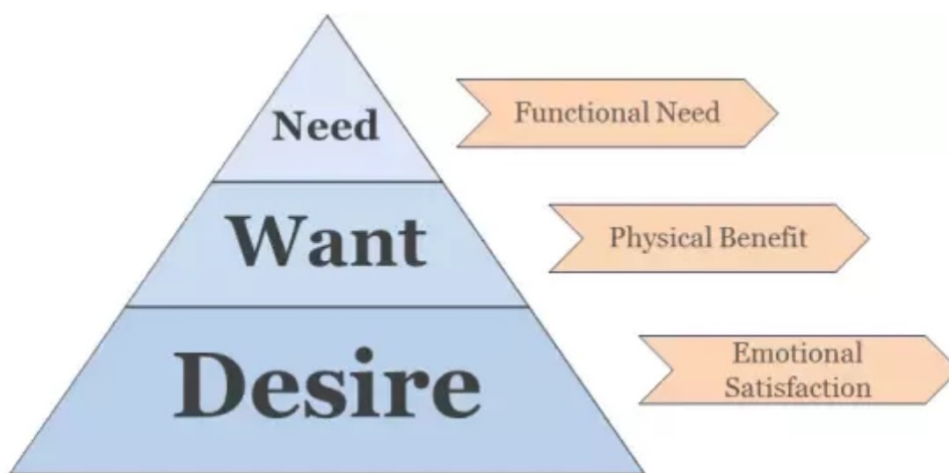 Need
Functional Need
Want
Physical Benefit
Desire
Emotional
Satisfaction